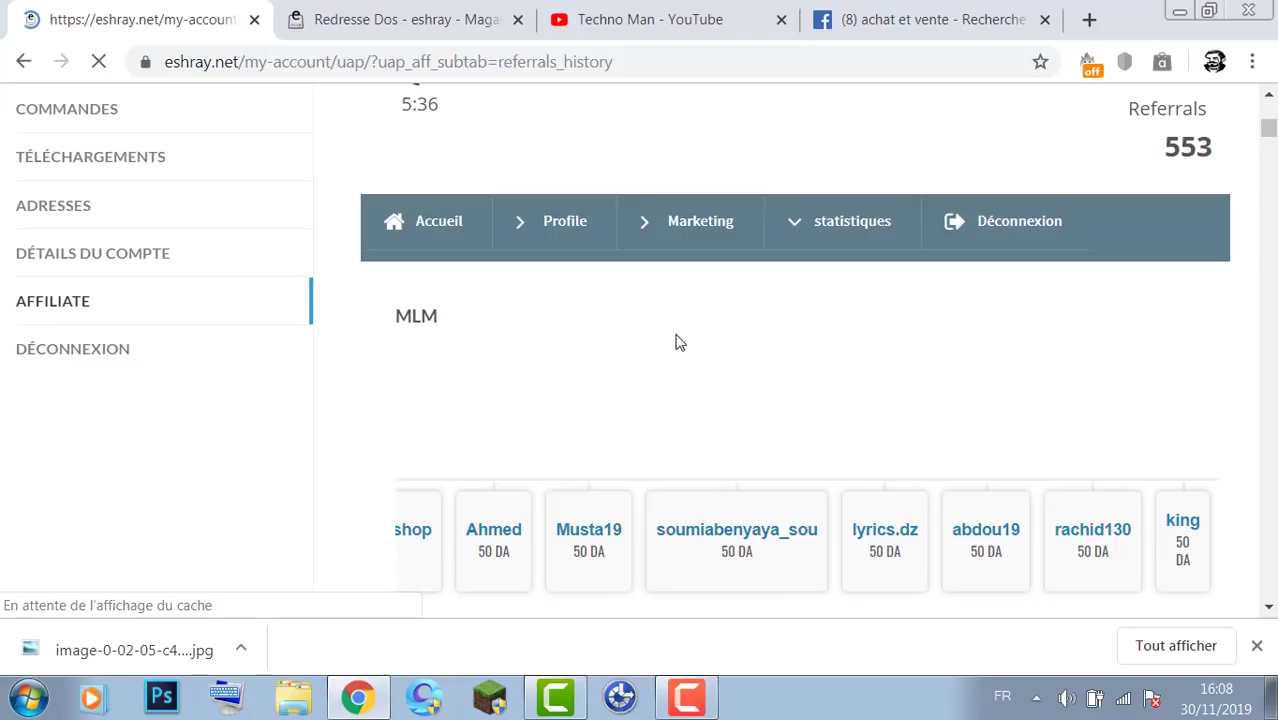 https://eshray.net/my-account
Redresse Dos - eshray - Maga
Techno Man - YouTube
(8) achat et vente - Recherche
eshray.net/my-account/uap/?uap_aff_subtab=referrals_history
off
COMMANDES
TÉLÉCHARGEMENTS
ADRESSES
DÉTAILS DU COMPTE
AFFILIATE
DÉCONNEXION
5:36
Referrals
553
Accueil
Profile
Marketing
statistiques
Déconnexion
MLM
shop
Ahmed
50 DA
Musta19
50 DA
soumiabenyaya_sou
50 DA
lyrics.dz
50 DA
abdou19
50 DA
rachid130
50 DA
king
50
DA
En attente de l'affichage du cache
image-0-02-05-c4....jpg
Tout afficher
Ps
FR
16:08
30/11/2019